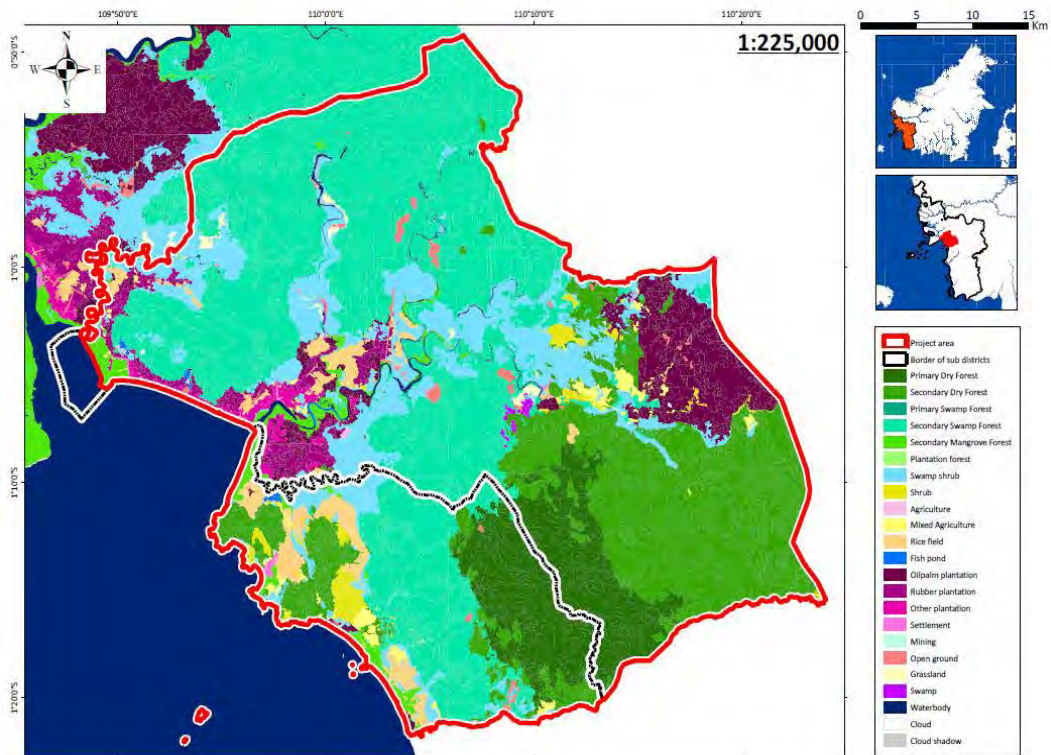 109°50'0"E 110°0'0"E 110°10'0"E 110°20'0"E
0 5 10 15
Km
N
W E
S
1:225,000
0°50'0"S
1°0'0"S
1°10'0"S
1°20'0"S
Project area
Border of sub districts
Primary Dry Forest
Secondary Dry Forest
Primary Swamp Forest
Secondary Swamp Forest
Secondary Mangrove Forest
Plantation forest
Swamp shrub
Shrub
Agriculture
Mixed Agriculture
Rice field
Fish pond
Oilpalm plantation
Rubber plantation
Other plantation
Settlement
Mining
Open ground
Grassland
Swamp
Waterbody
Cloud
Cloud shadow